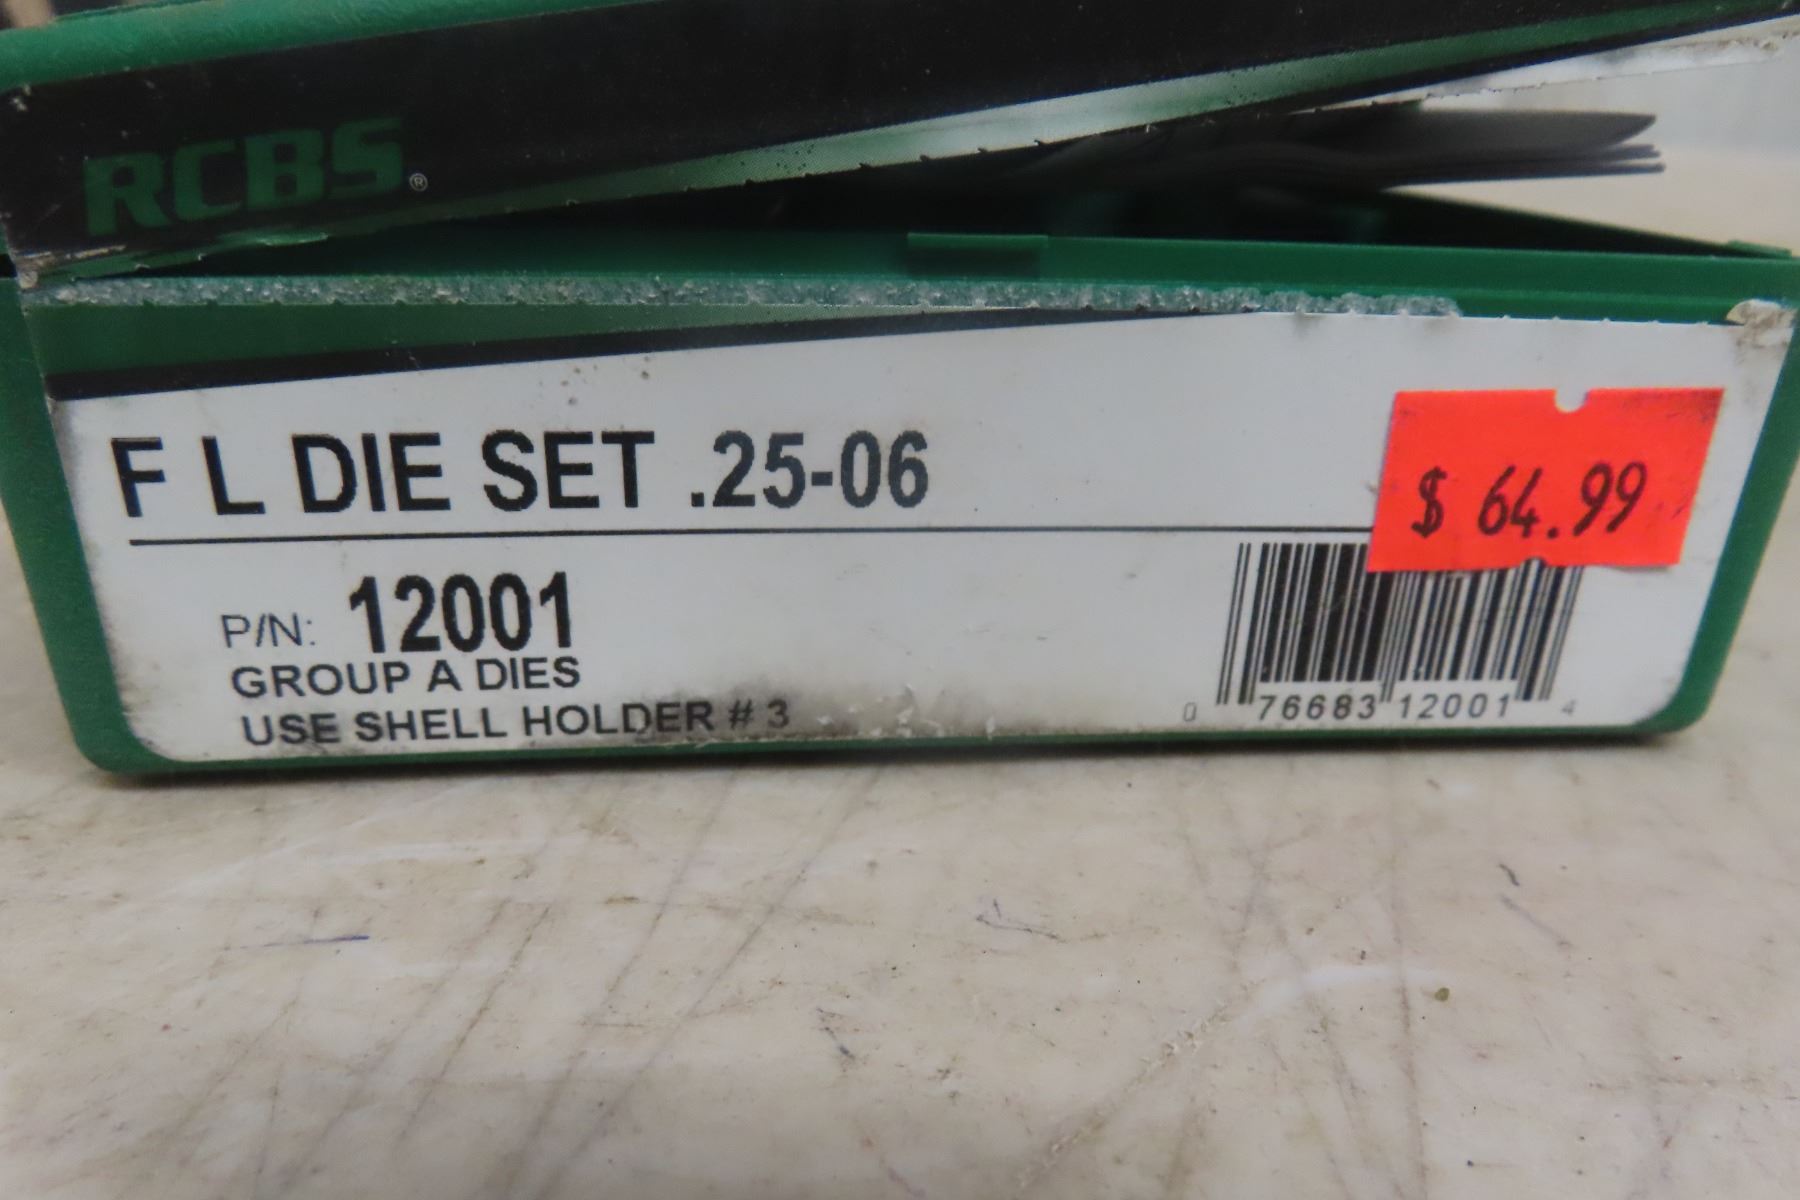 RCBS®
F L DIE SET .25-06
$ 64.99
P/N: 12001
GROUP A DIES
USE SHELL HOLDER # 3
0 76683 12001 4